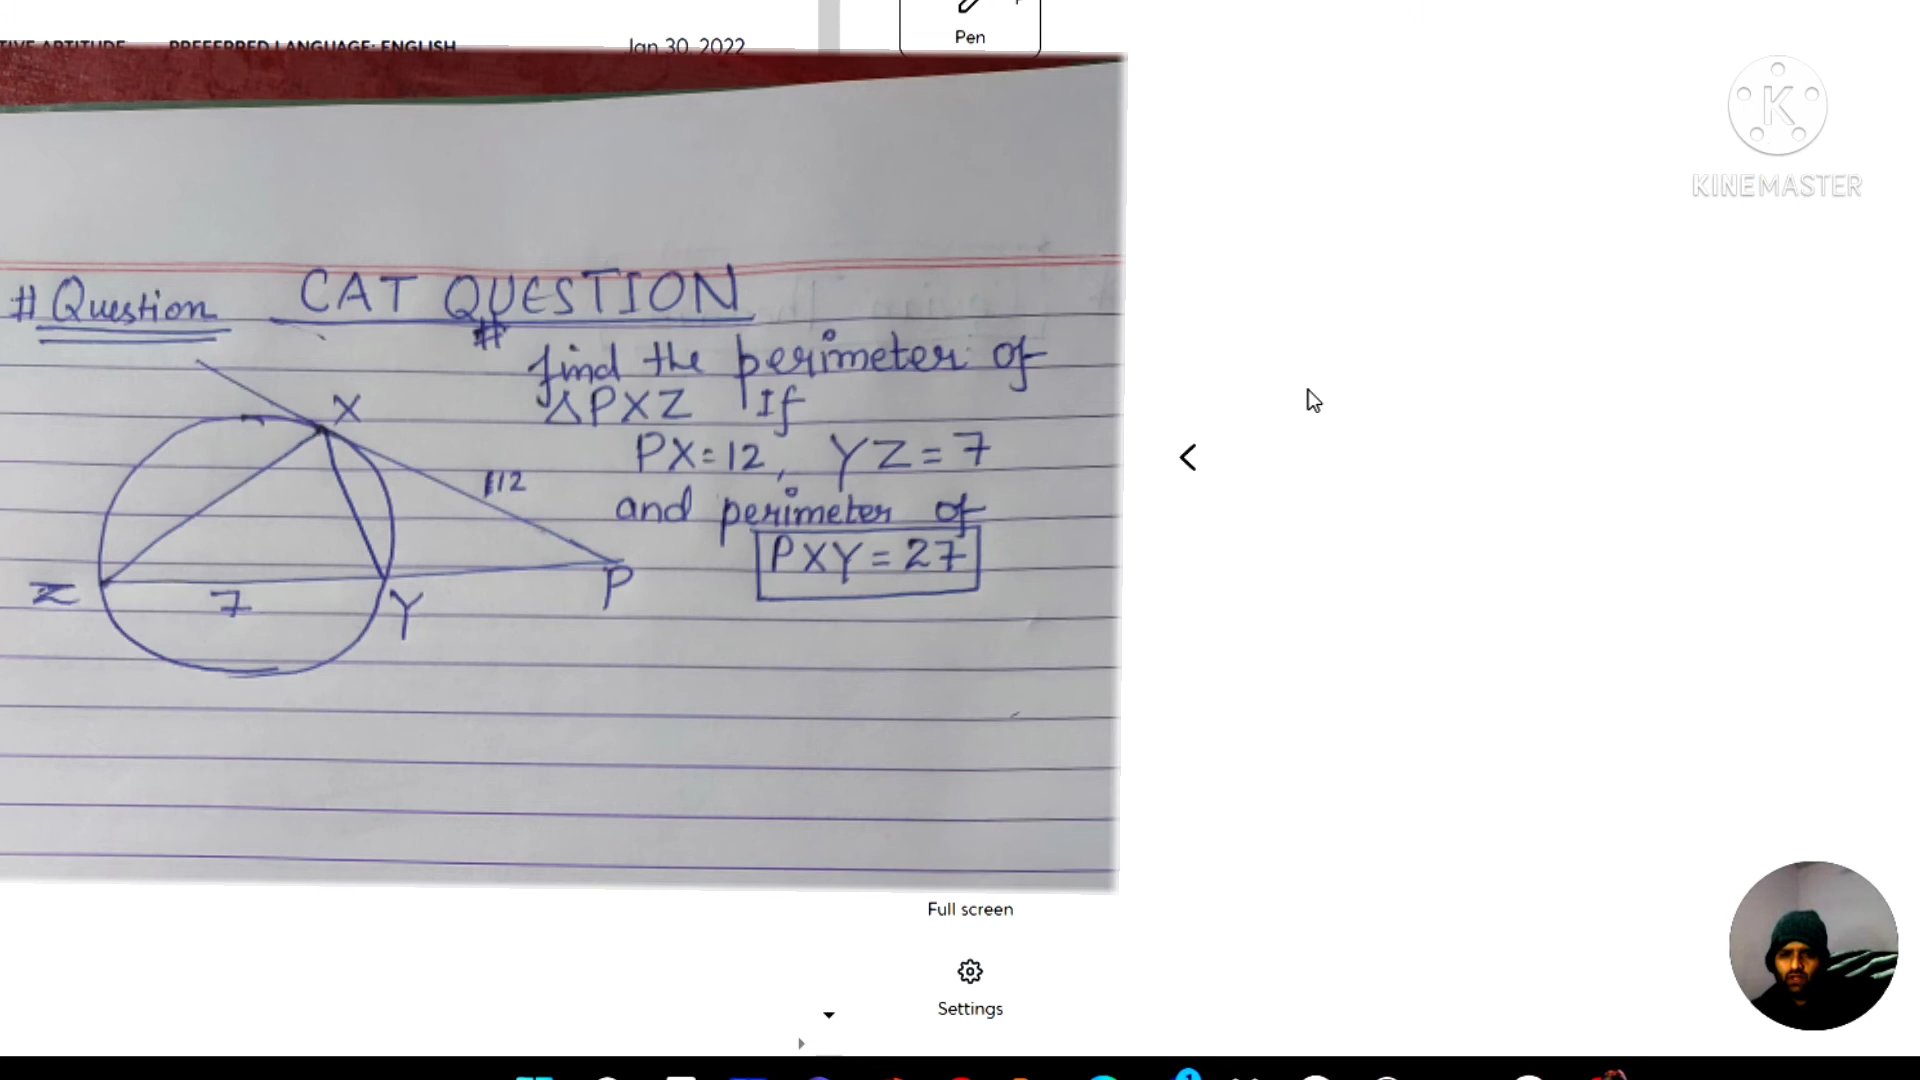 Pen
PREFERRED LANGUAGE: ENGLISH
Jan 30, 2022
K
KINEMASTER
# Question
CAT QUESTION
#
find the perimeter of
△PXZ If
PX=12, YZ=7
and perimeter of
PXY=27
X
12
Z
7
Y
P
Full screen
Settings